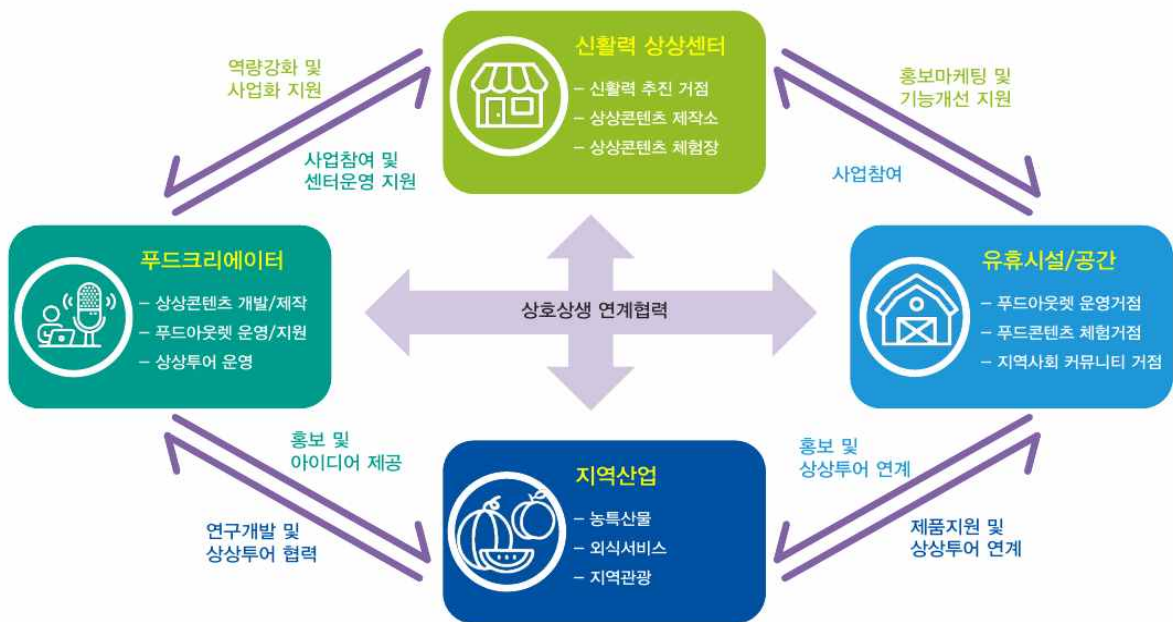 신활력 상상센터
– 신활력 추진 거점
– 상상콘텐츠 제작소
– 상상콘텐츠 체험장
역량강화 및
사업화 지원
사업참여 및
센터운영 지원
홍보마케팅 및
기능개선 지원
사업참여
푸드크리에이터
– 상상콘텐츠 개발/제작
– 푸드아웃렛 운영/지원
– 상상투어 운영
상호상생 연계협력
유휴시설/공간
– 푸드아웃렛 운영거점
– 푸드콘텐츠 체험거점
– 지역사회 커뮤니티 거점
홍보 및
아이디어 제공
연구개발 및
상상투어 협력
지역산업
– 농특산물
– 외식서비스
– 지역관광
홍보 및
상상투어 연계
제품지원 및
상상투어 연계